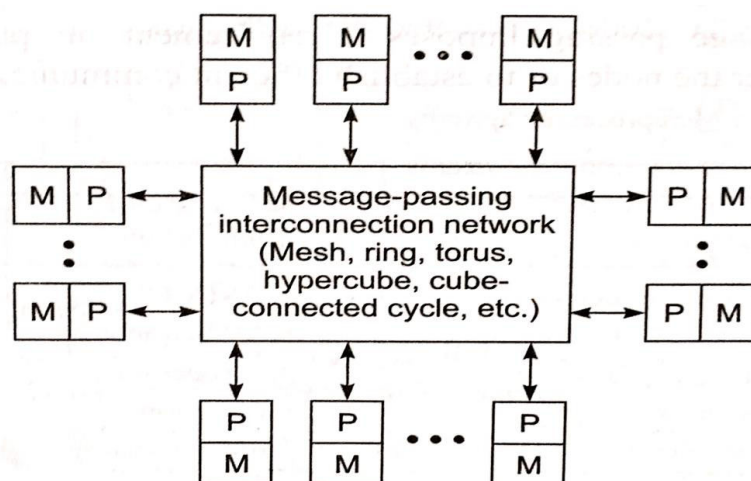 M M ••• M
P P P
M P P M
Message-passing
interconnection network
(Mesh, ring, torus,
hypercube, cube-
connected cycle, etc.)
M P P M
P P ••• P
M M M